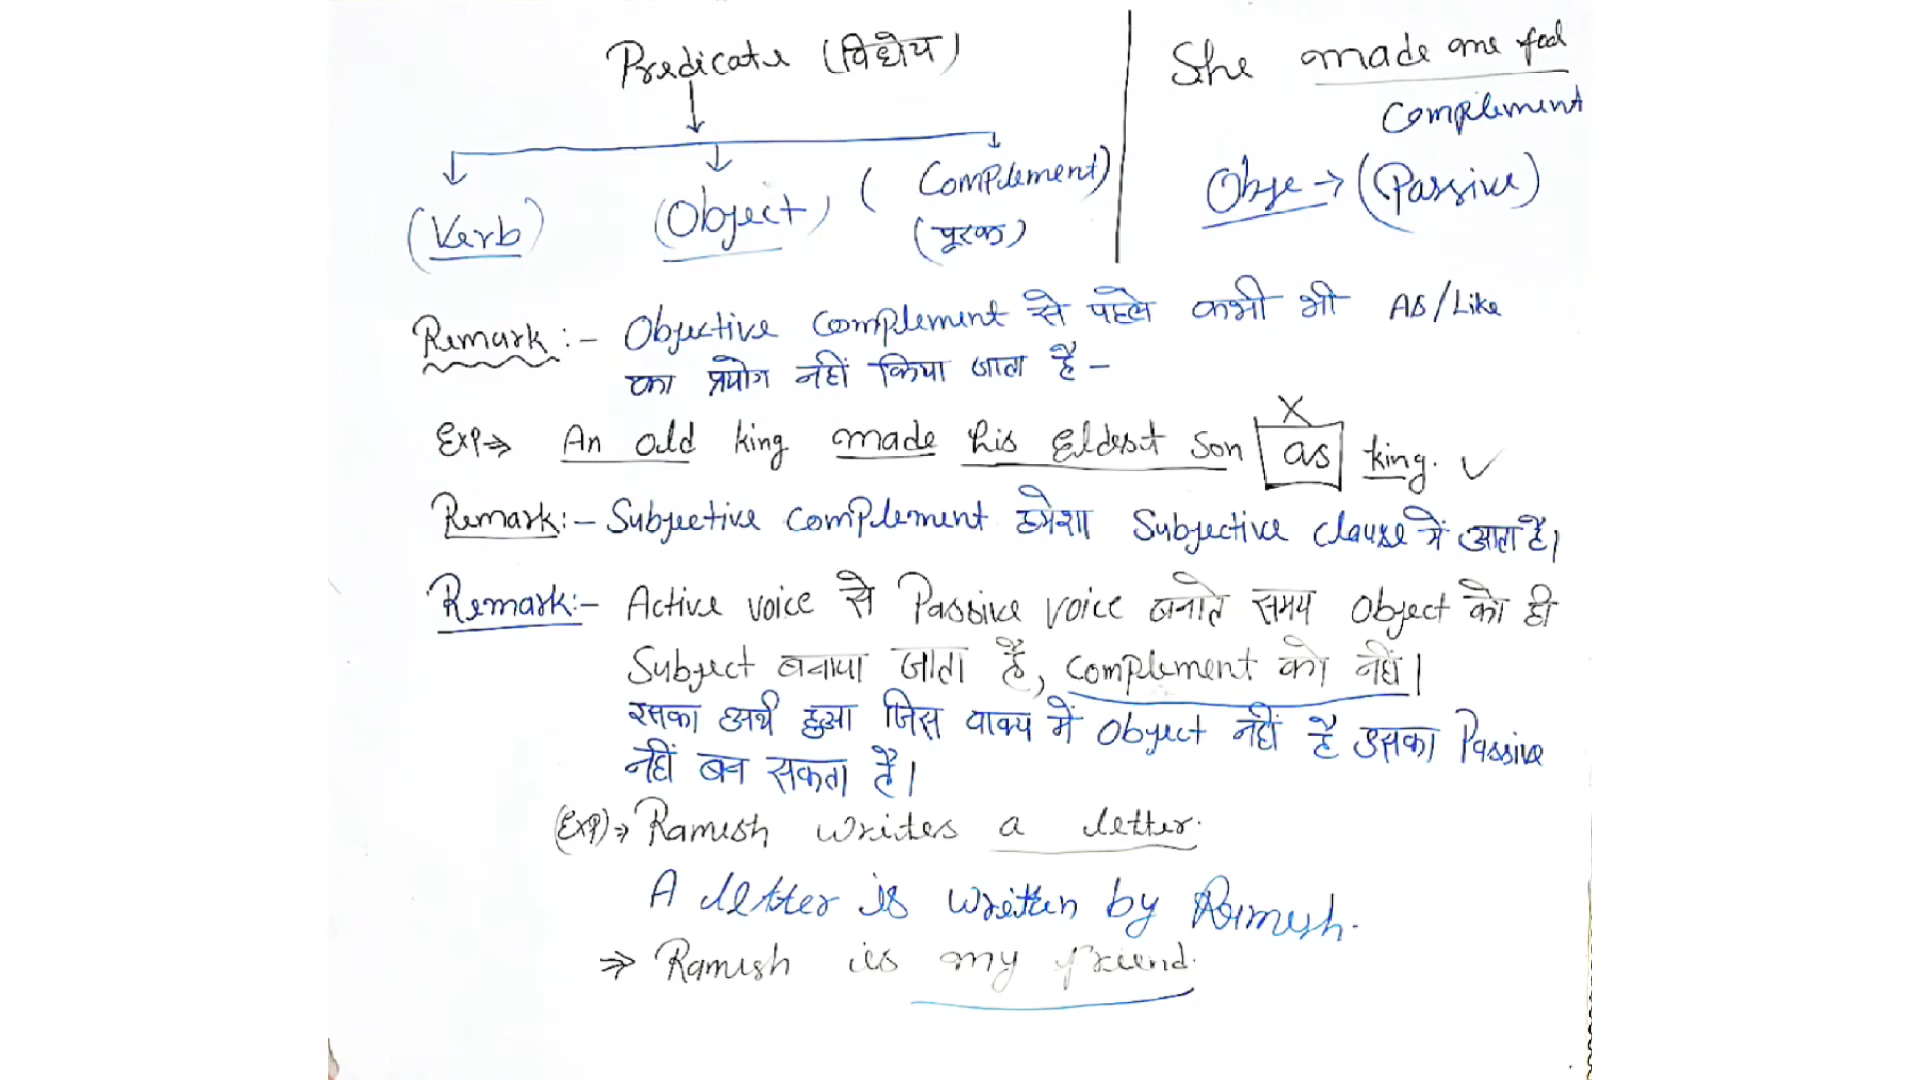 Predicate (विधेय)
(Verb) (Object) (Complement)
(पूरक)
She made me fool
Complement
Obje → (Passive)
Remark :- Objective Complement से पहले कभी भी As/Like
का प्रयोग नहीं किया जाता है -
Exp⇒ An old king made his Eldest Son as king. ✓
X
Remark:- Subjective Complement हमेशा Subjective clause में आता है।
Remark:- Active voice से Passive voice बनाते समय Object को ही
Subject बनाया जाता है, Complement को नहीं।
इसका अर्थ हुआ जिस वाक्य में Object नहीं है उसका Passive
नहीं बन सकता है।
(Exp)⇒ Ramesh writes a letter.
A letter is written by Ramesh.
⇒ Ramesh is my friend.